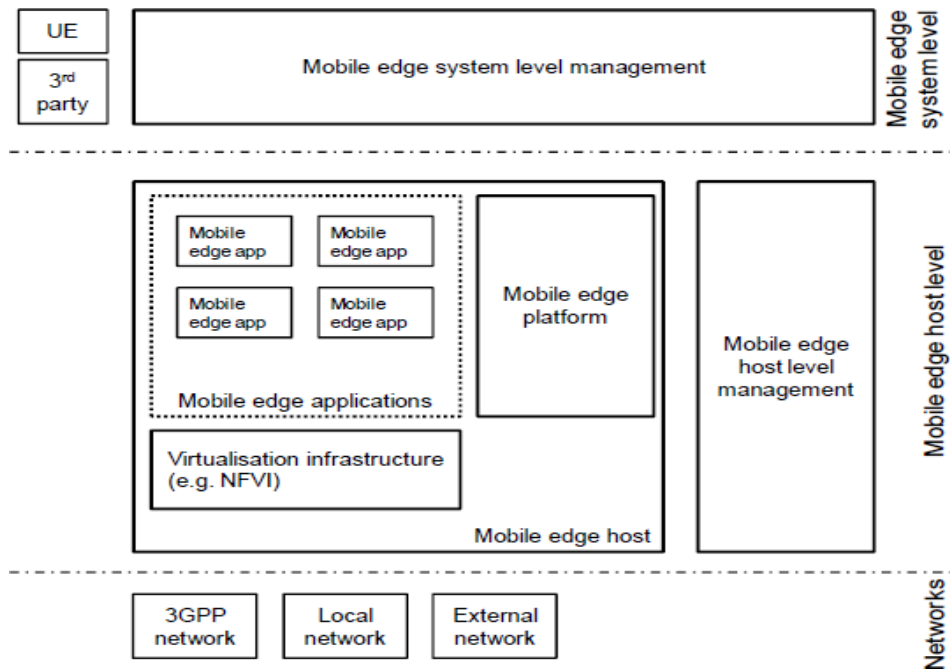 UE
3rd
party
Mobile edge system level management
Mobile edge
system level
Mobile edge
edge app
Mobile
edge app
Mobile
edge app
Mobile
edge app
Mobile edge applications
Mobile edge
platform
Virtualisation infrastructure
(e.g. NFVI)
Mobile edge host
Mobile edge
host level
management
Mobile edge host level
3GPP
network
Local
network
External
network
Networks